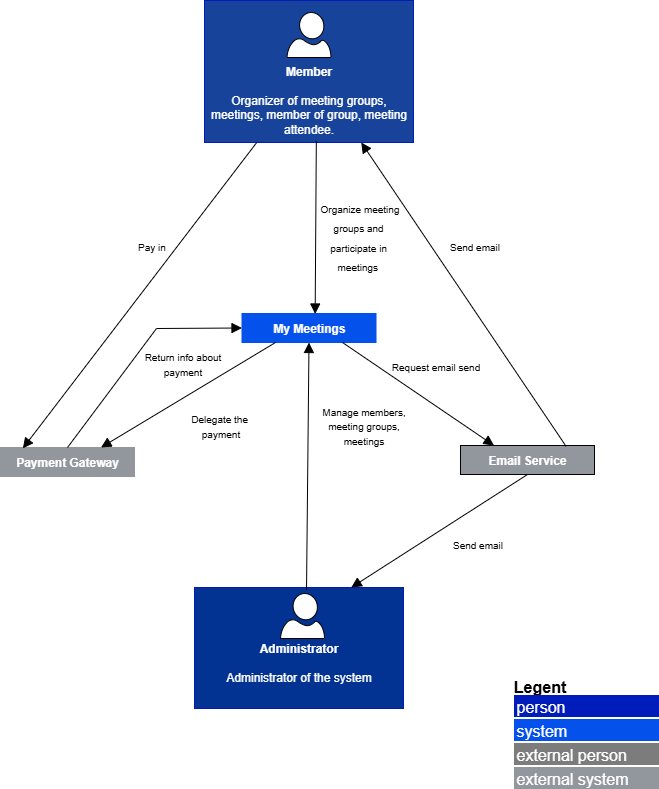 Member
Organizer of meeting groups,
meetings, member of group, meeting
attendee.
Organize meeting
groups and
participate in
meetings
Pay in
Send email
My Meetings
Return info about
payment
Request email send
Delegate the
payment
Manage members,
meeting groups,
meetings
Payment Gateway
Email Service
Send email
Administrator
Administrator of the system
Legent
person
system
external person
external system